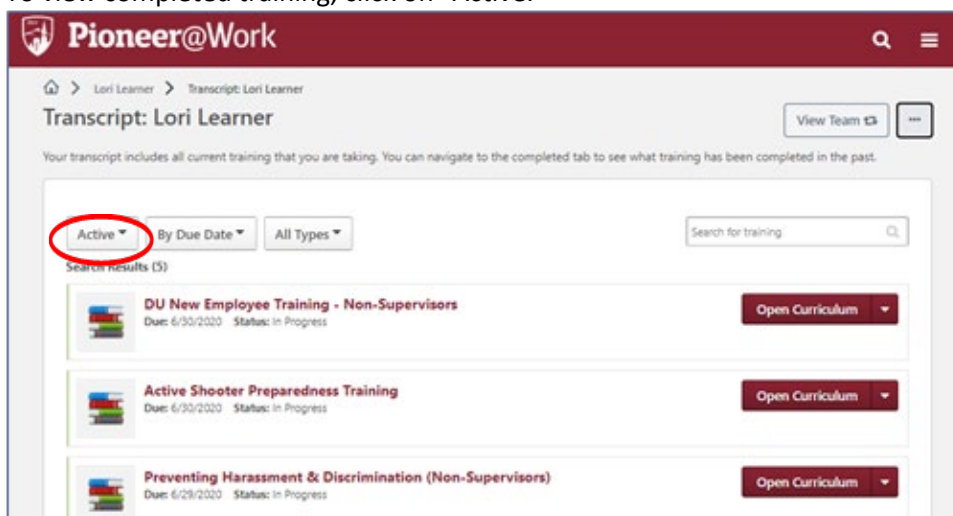 To view completed training, click on "Active."
Pioneer@Work
Lori Learner > Transcript: Lori Learner
Transcript: Lori Learner
View Team
...
Your transcript includes all current training that you are taking. You can navigate to the completed tab to see what training has been completed in the past.
Active By Due Date All Types
Search for training
Search Results (5)
DU New Employee Training - Non-Supervisors
Due: 6/30/2020 Status: In Progress
Open Curriculum
Active Shooter Preparedness Training
Due: 6/30/2020 Status: In Progress
Open Curriculum
Preventing Harassment & Discrimination (Non-Supervisors)
Due: 6/29/2020 Status: In Progress
Open Curriculum